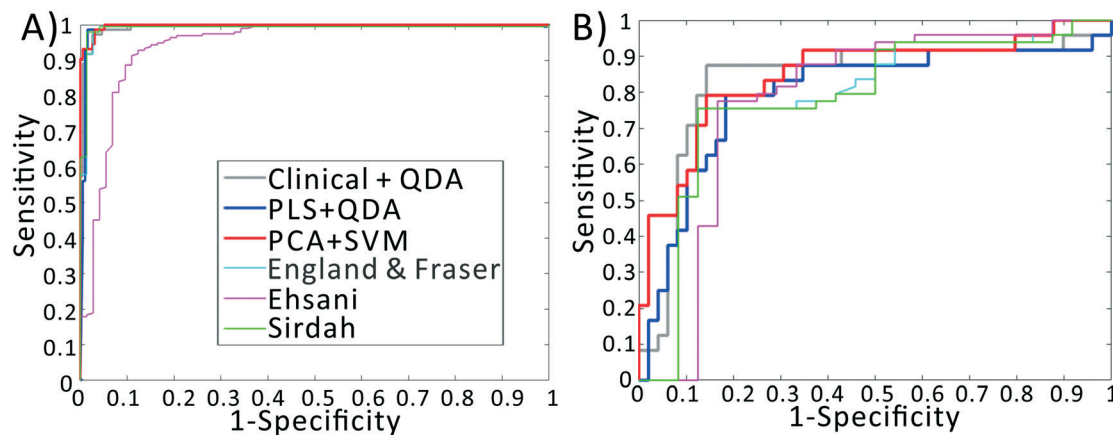 A)
1
0.9
0.8
0.7
0.6
0.5
0.4
0.3
0.2
0.1
0
Sensitivity
Clinical + QDA
PLS+QDA
PCA+SVM
England & Fraser
Ehsani
Sirdah
0 0.1 0.2 0.3 0.4 0.5 0.6 0.7 0.8 0.9 1
1-Specificity
B)
1
0.9
0.8
0.7
0.6
0.5
0.4
0.3
0.2
0.1
0
Sensitivity
0 0.1 0.2 0.3 0.4 0.5 0.6 0.7 0.8 0.9 1
1-Specificity